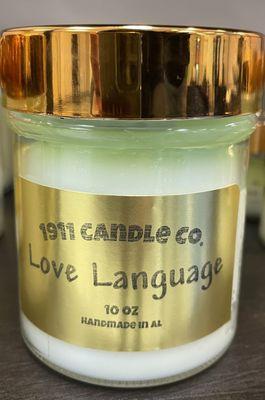 1911 CANDLE CO.
Love Language
10 OZ
HANDMADE IN AL